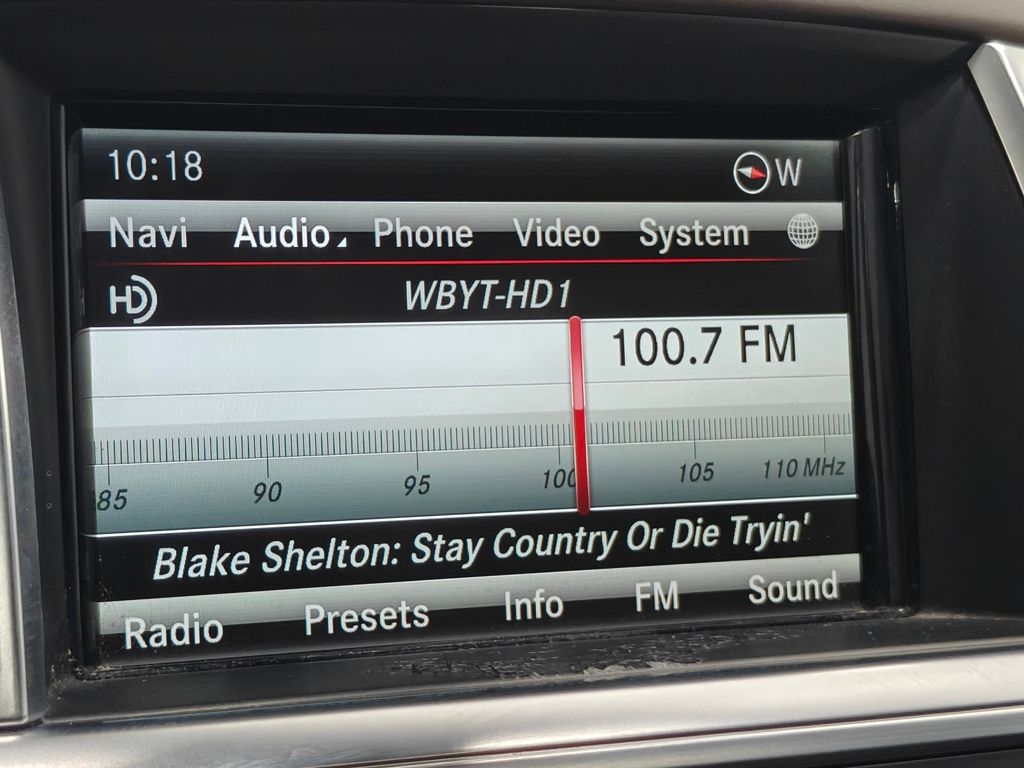 10:18 W
Navi Audio Phone Video System
HD WBYT-HD1
100.7 FM
85 90 95 100 105 110 MHz
Blake Shelton: Stay Country Or Die Tryin'
Radio Presets Info FM Sound